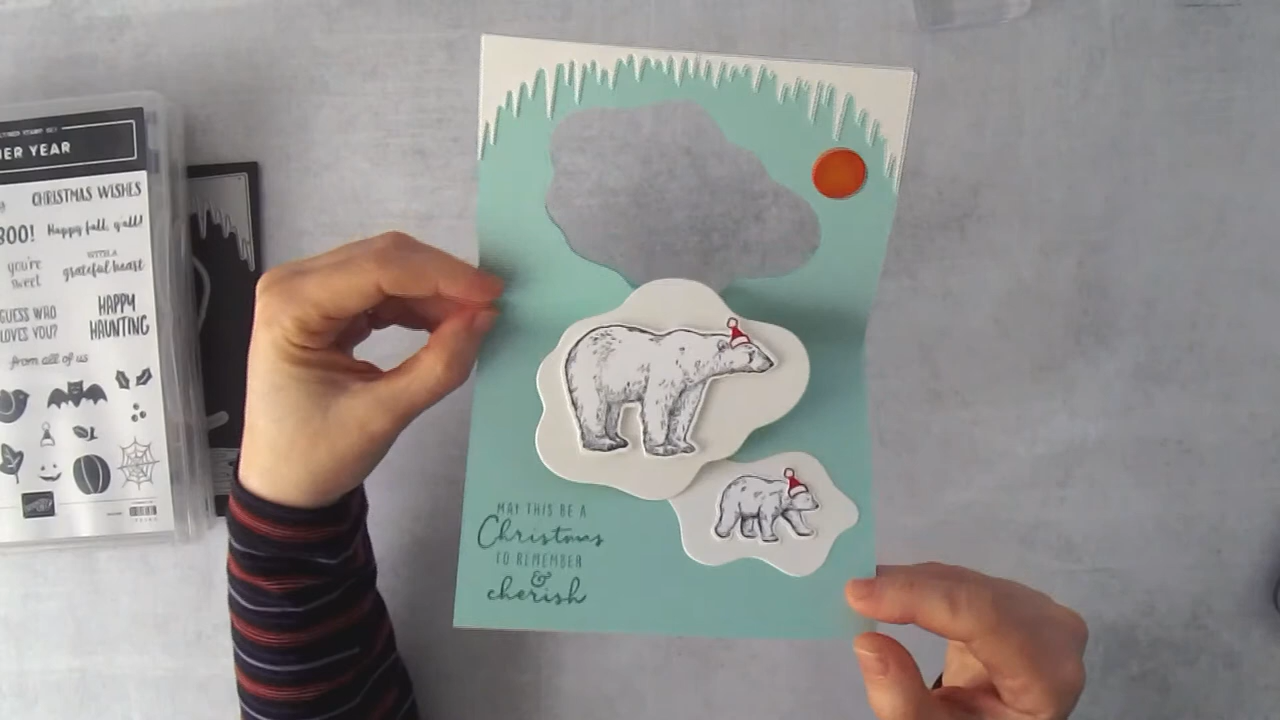 ER YEAR
CHRISTMAS WISHES
BOO!
Happy fall, y'all!
you're
sweet
WITH A
grateful heart
GUESS WHO
LOVES YOU?
HAPPY
HAUNTING
from all of us
MAY THIS BE A
Christmas
TO REMEMBER
&
cherish